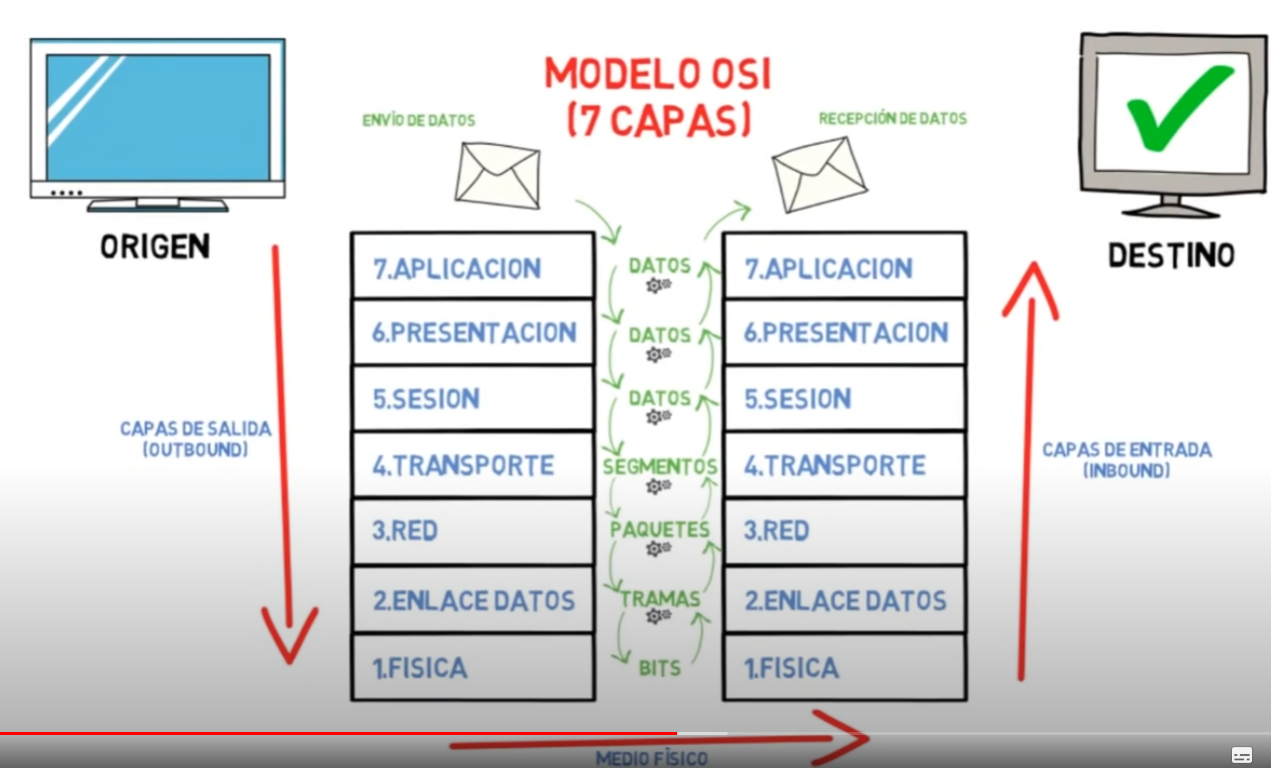 MODELO OSI
(7 CAPAS)
ENVÌO DE DATOS
RECEPCIÓN DE DATOS
ORIGEN
DESTINO
CAPAS DE SALIDA
(OUTBOUND)
7.APLICACION
6.PRESENTACION
5.SESION
4.TRANSPORTE
3.RED
2.ENLACE DATOS
1.FISICA
DATOS
DATOS
DATOS
SEGMENTOS
PAQUETES
TRAMAS
BITS
7.APLICACION
6.PRESENTACION
5.SESION
4.TRANSPORTE
3.RED
2.ENLACE DATOS
1.FISICA
CAPAS DE ENTRADA
(INBOUND)
MEDIO FÌSICO